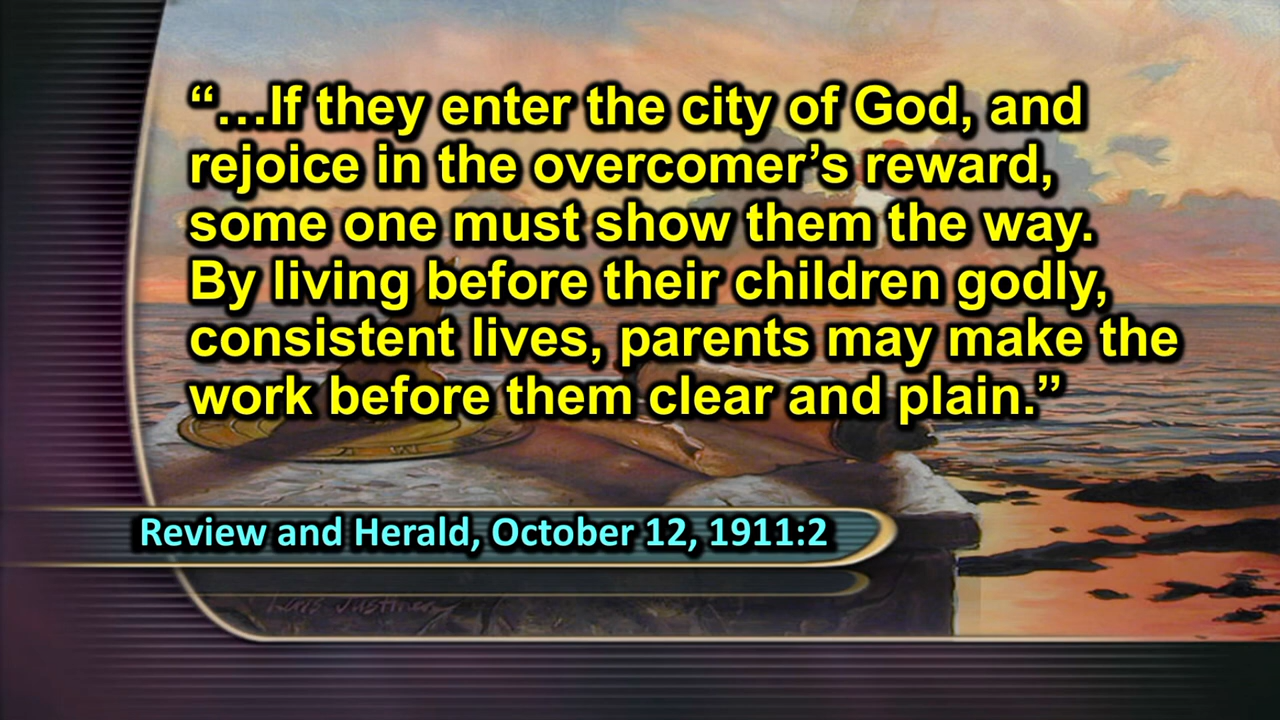 “…If they enter the city of God, and
rejoice in the overcomer’s reward,
some one must show them the way.
By living before their children godly,
consistent lives, parents may make the
work before them clear and plain.”
Review and Herald, October 12, 1911:2